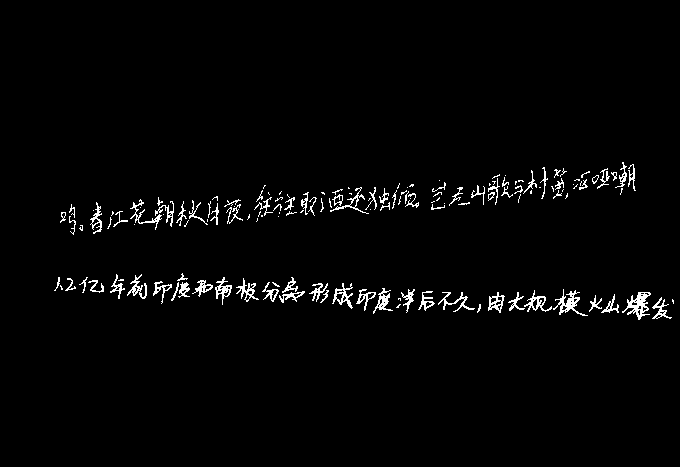 鸣。春江花朝秋月夜,往往取酒还独倾。岂无山歌与村笛,沤哑嘲
1.2亿年前印度和南极分离形成印度洋后不久,由大规模火山爆发